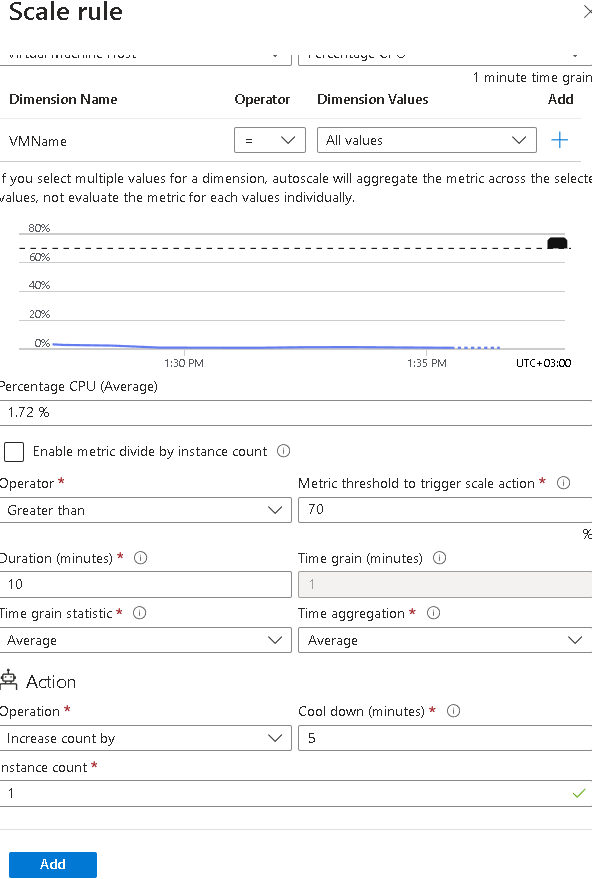 Scale rule
Virtual Machine Host
Percentage CPU
1 minute time grain
Dimension Name Operator Dimension Values Add
VMName = All values
If you select multiple values for a dimension, autoscale will aggregate the metric across the selecte
values, not evaluate the metric for each values individually.
80%
60%
40%
20%
0%
1:30 PM 1:35 PM UTC+03:00
Percentage CPU (Average)
1.72 %
Enable metric divide by instance count
Operator * Metric threshold to trigger scale action *
Greater than 70
%
Duration (minutes) * Time grain (minutes)
10 1
Time grain statistic * Time aggregation *
Average Average
Action
Operation * Cool down (minutes) *
Increase count by 5
Instance count *
1
Add